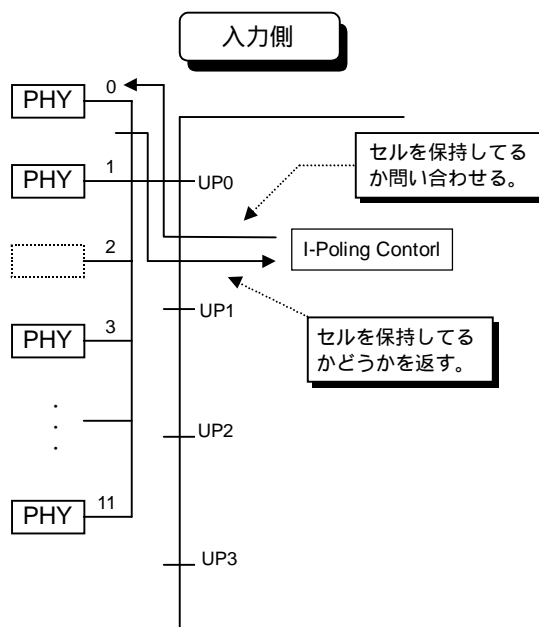 入力側
0
PHY
1
PHY
UP0
セルを保持してる
か問い合わせる。
2
I-Poling Contorl
UP1
3
PHY
セルを保持してる
かどうかを返す。
UP2
11
PHY
UP3